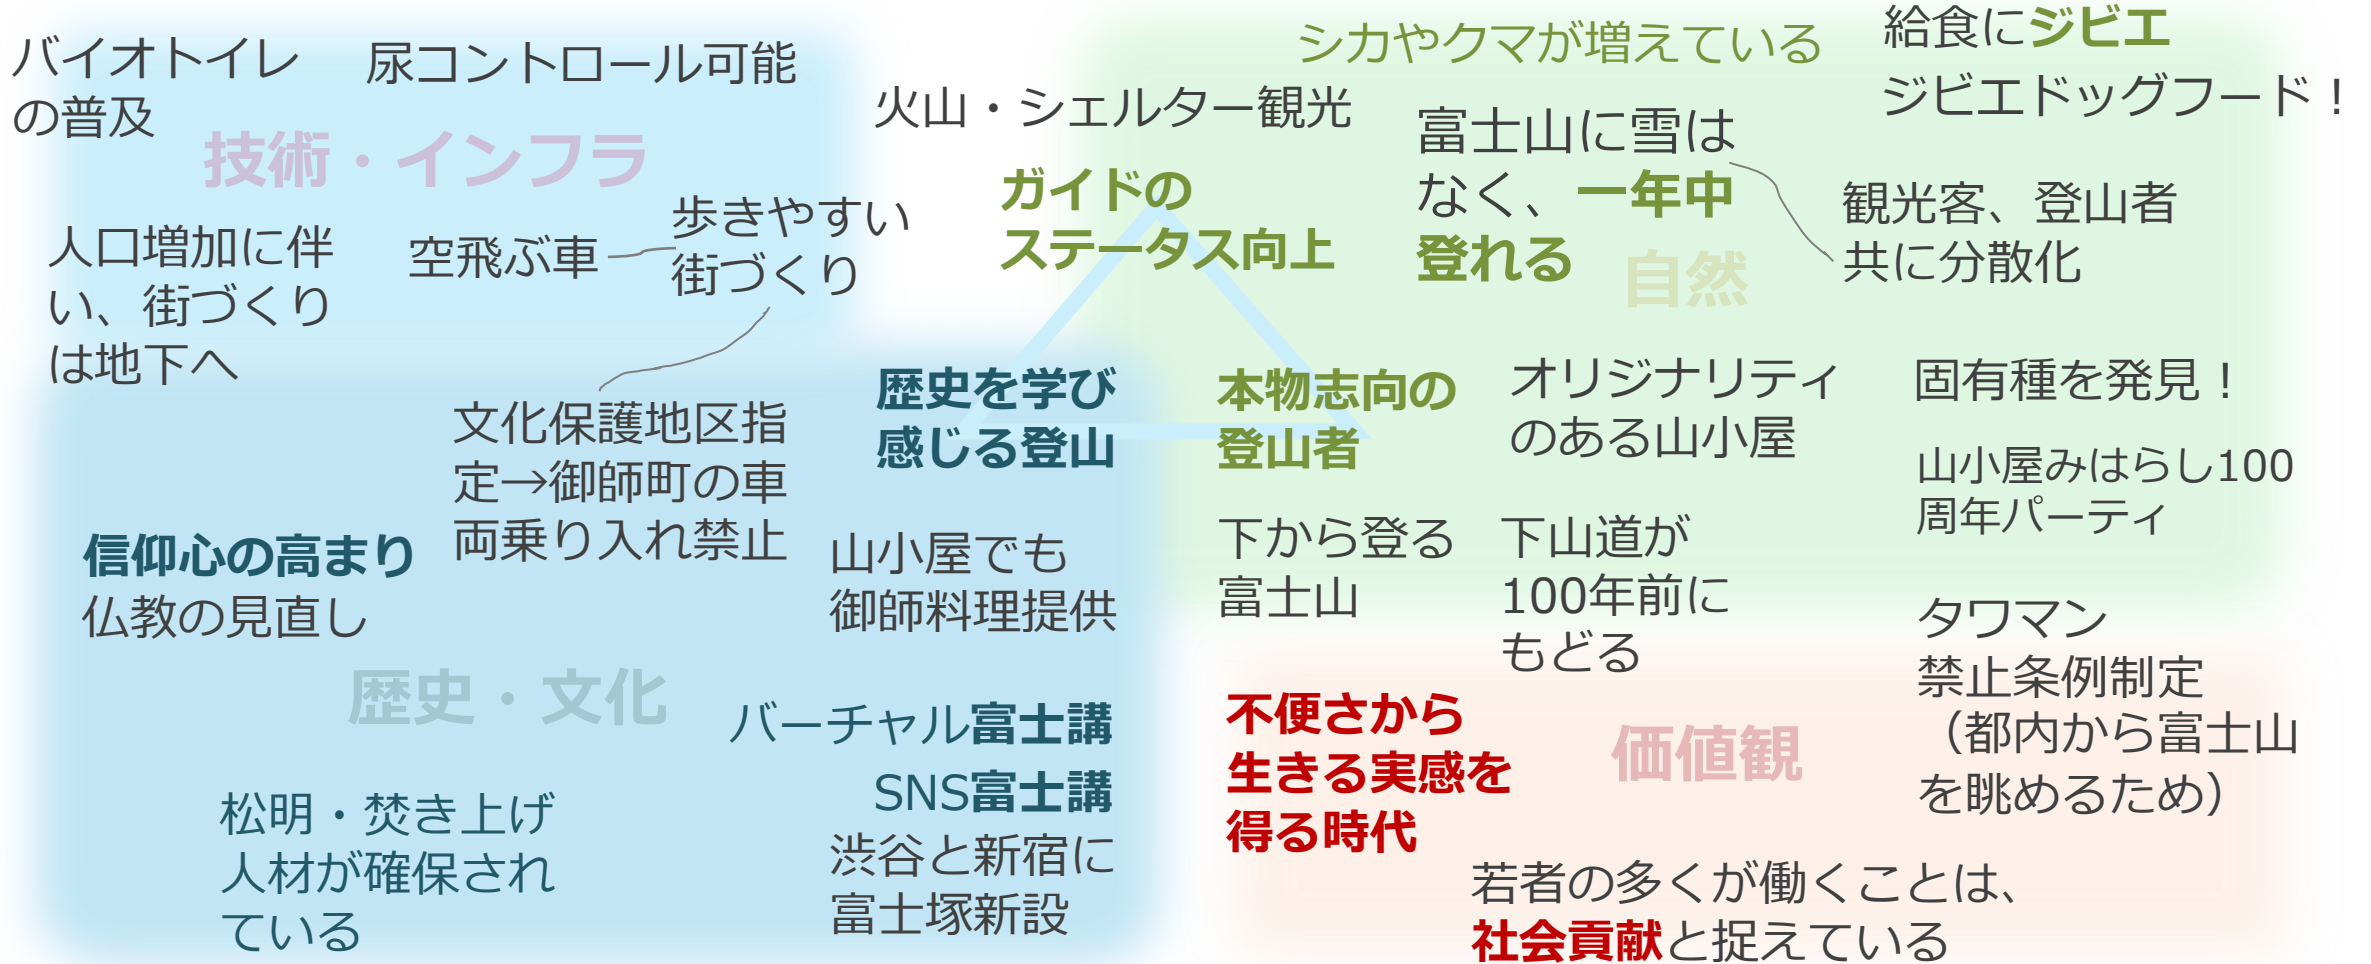 バイオトイレ
の普及
尿コントロール可能
技術・インフラ
人口増加に伴
い、街づくり
は地下へ
空飛ぶ車
歩きやすい
街づくり
火山・シェルター観光
ガイドの
ステータス向上
シカやクマが増えている
給食にジビエ
ジビエドッグフード！
富士山に雪は
なく、一年中
登れる
自然
観光客、登山者
共に分散化
文化保護地区指
定→御師町の車
両乗り入れ禁止
歴史を学び
感じる登山
本物志向の
登山者
オリジナリティ
のある山小屋
固有種を発見！
山小屋みはらし100
周年パーティ
信仰心の高まり
仏教の見直し
山小屋でも
御師料理提供
下から登る
富士山
下山道が
100年前に
もどる
歴史・文化
バーチャル富士講
SNS富士講
渋谷と新宿に
富士塚新設
松明・焚き上げ
人材が確保され
ている
不便さから
生きる実感を
得る時代
価値観
タワマン
禁止条例制定
（都内から富士山
を眺めるため）
若者の多くが働くことは、
社会貢献と捉えている